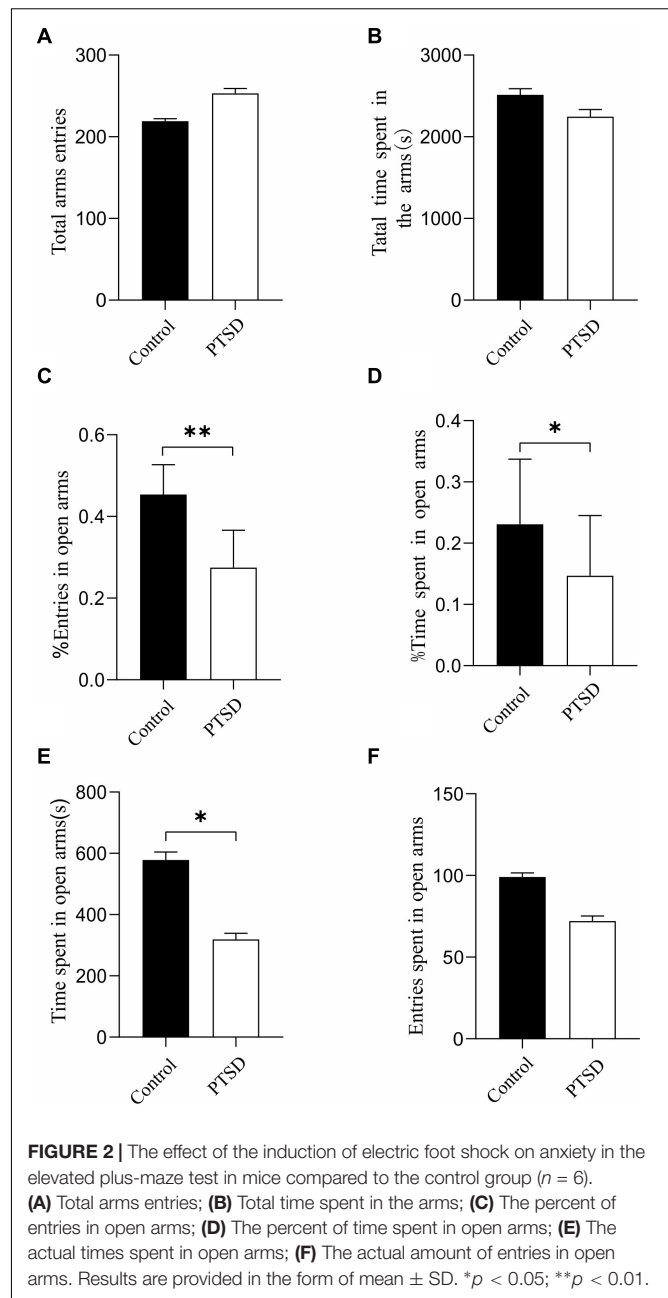 A
300
200
100
0
Total arms entries
Control
PTSD
B
3000
2000
1000
0
Tatal time spent in
the arms(s)
Control
PTSD
C
0.6
0.4
0.2
0.0
%Entries in open arms
**
Control
PTSD
D
0.4
0.3
0.2
0.1
0.0
%Time spent in open arms
*
Control
PTSD
E
800
600
400
200
0
Time spent in open arms(s)
*
Control
PTSD
F
150
100
50
0
Entries spent in open arms
Control
PTSD
FIGURE 2 | The effect of the induction of electric foot shock on anxiety in the
elevated plus-maze test in mice compared to the control group (n = 6).
(A) Total arms entries; (B) Total time spent in the arms; (C) The percent of
entries in open arms; (D) The percent of time spent in open arms; (E) The
actual times spent in open arms; (F) The actual amount of entries in open
arms. Results are provided in the form of mean ± SD. *p < 0.05; **p < 0.01.